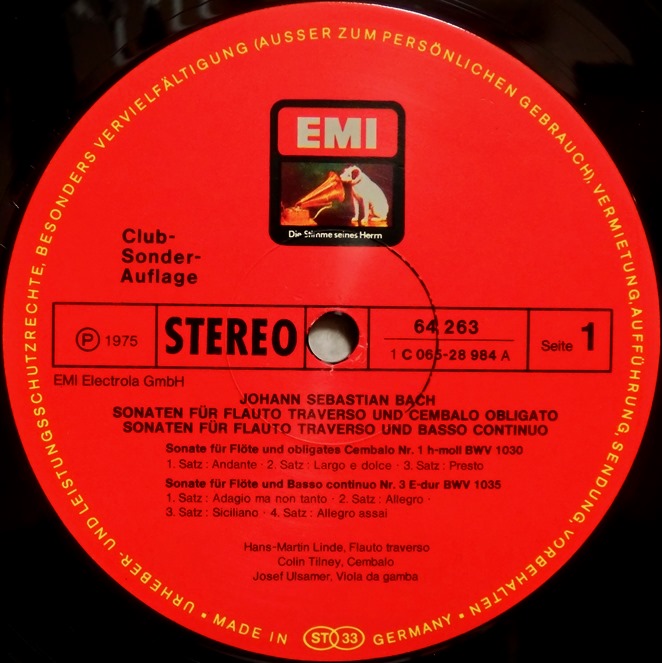 URHEBER- UND LEISTUNGSSCHUTZRECHTE, BESONDERS VERVIELFÄLTIGUNG (AUSSER ZUM PERSÖNLICHEN GEBRAUCH), VERMIETUNG, AUFFÜHRUNG, SENDUNG, VORBEHALTEN •
EMI
Die Stimme seines Herrn
Club-
Sonder-
Auflage
Ⓟ 1975
STEREO
64 263
1 C 065-28 984 A
Seite 1
EMI Electrola GmbH
JOHANN SEBASTIAN BACH
SONATEN FÜR FLAUTO TRAVERSO UND CEMBALO OBLIGATO
SONATEN FÜR FLAUTO TRAVERSO UND BASSO CONTINUO
Sonate für Flöte und obligates Cembalo Nr. 1 h-moll BWV 1030
1. Satz: Andante · 2. Satz: Largo e dolce · 3. Satz: Presto
Sonate für Flöte und Basso continuo Nr. 3 E-dur BWV 1035
1. Satz: Adagio ma non tanto · 2. Satz: Allegro ·
3. Satz: Siciliano · 4. Satz: Allegro assai
Hans-Martin Linde, Flauto traverso
Colin Tilney, Cembalo
Josef Ulsamer, Viola da gamba
• MADE IN ST 33 GERMANY •